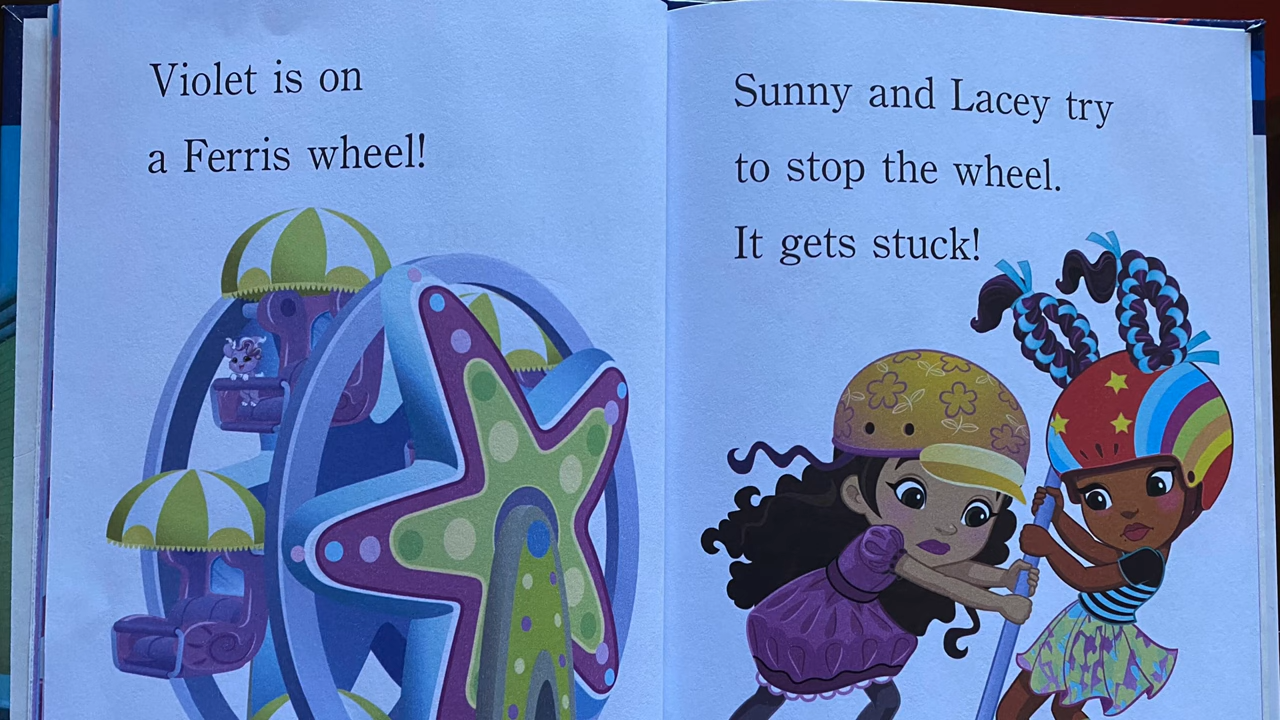 Violet is on
a Ferris wheel!
Sunny and Lacey try
to stop the wheel.
It gets stuck!